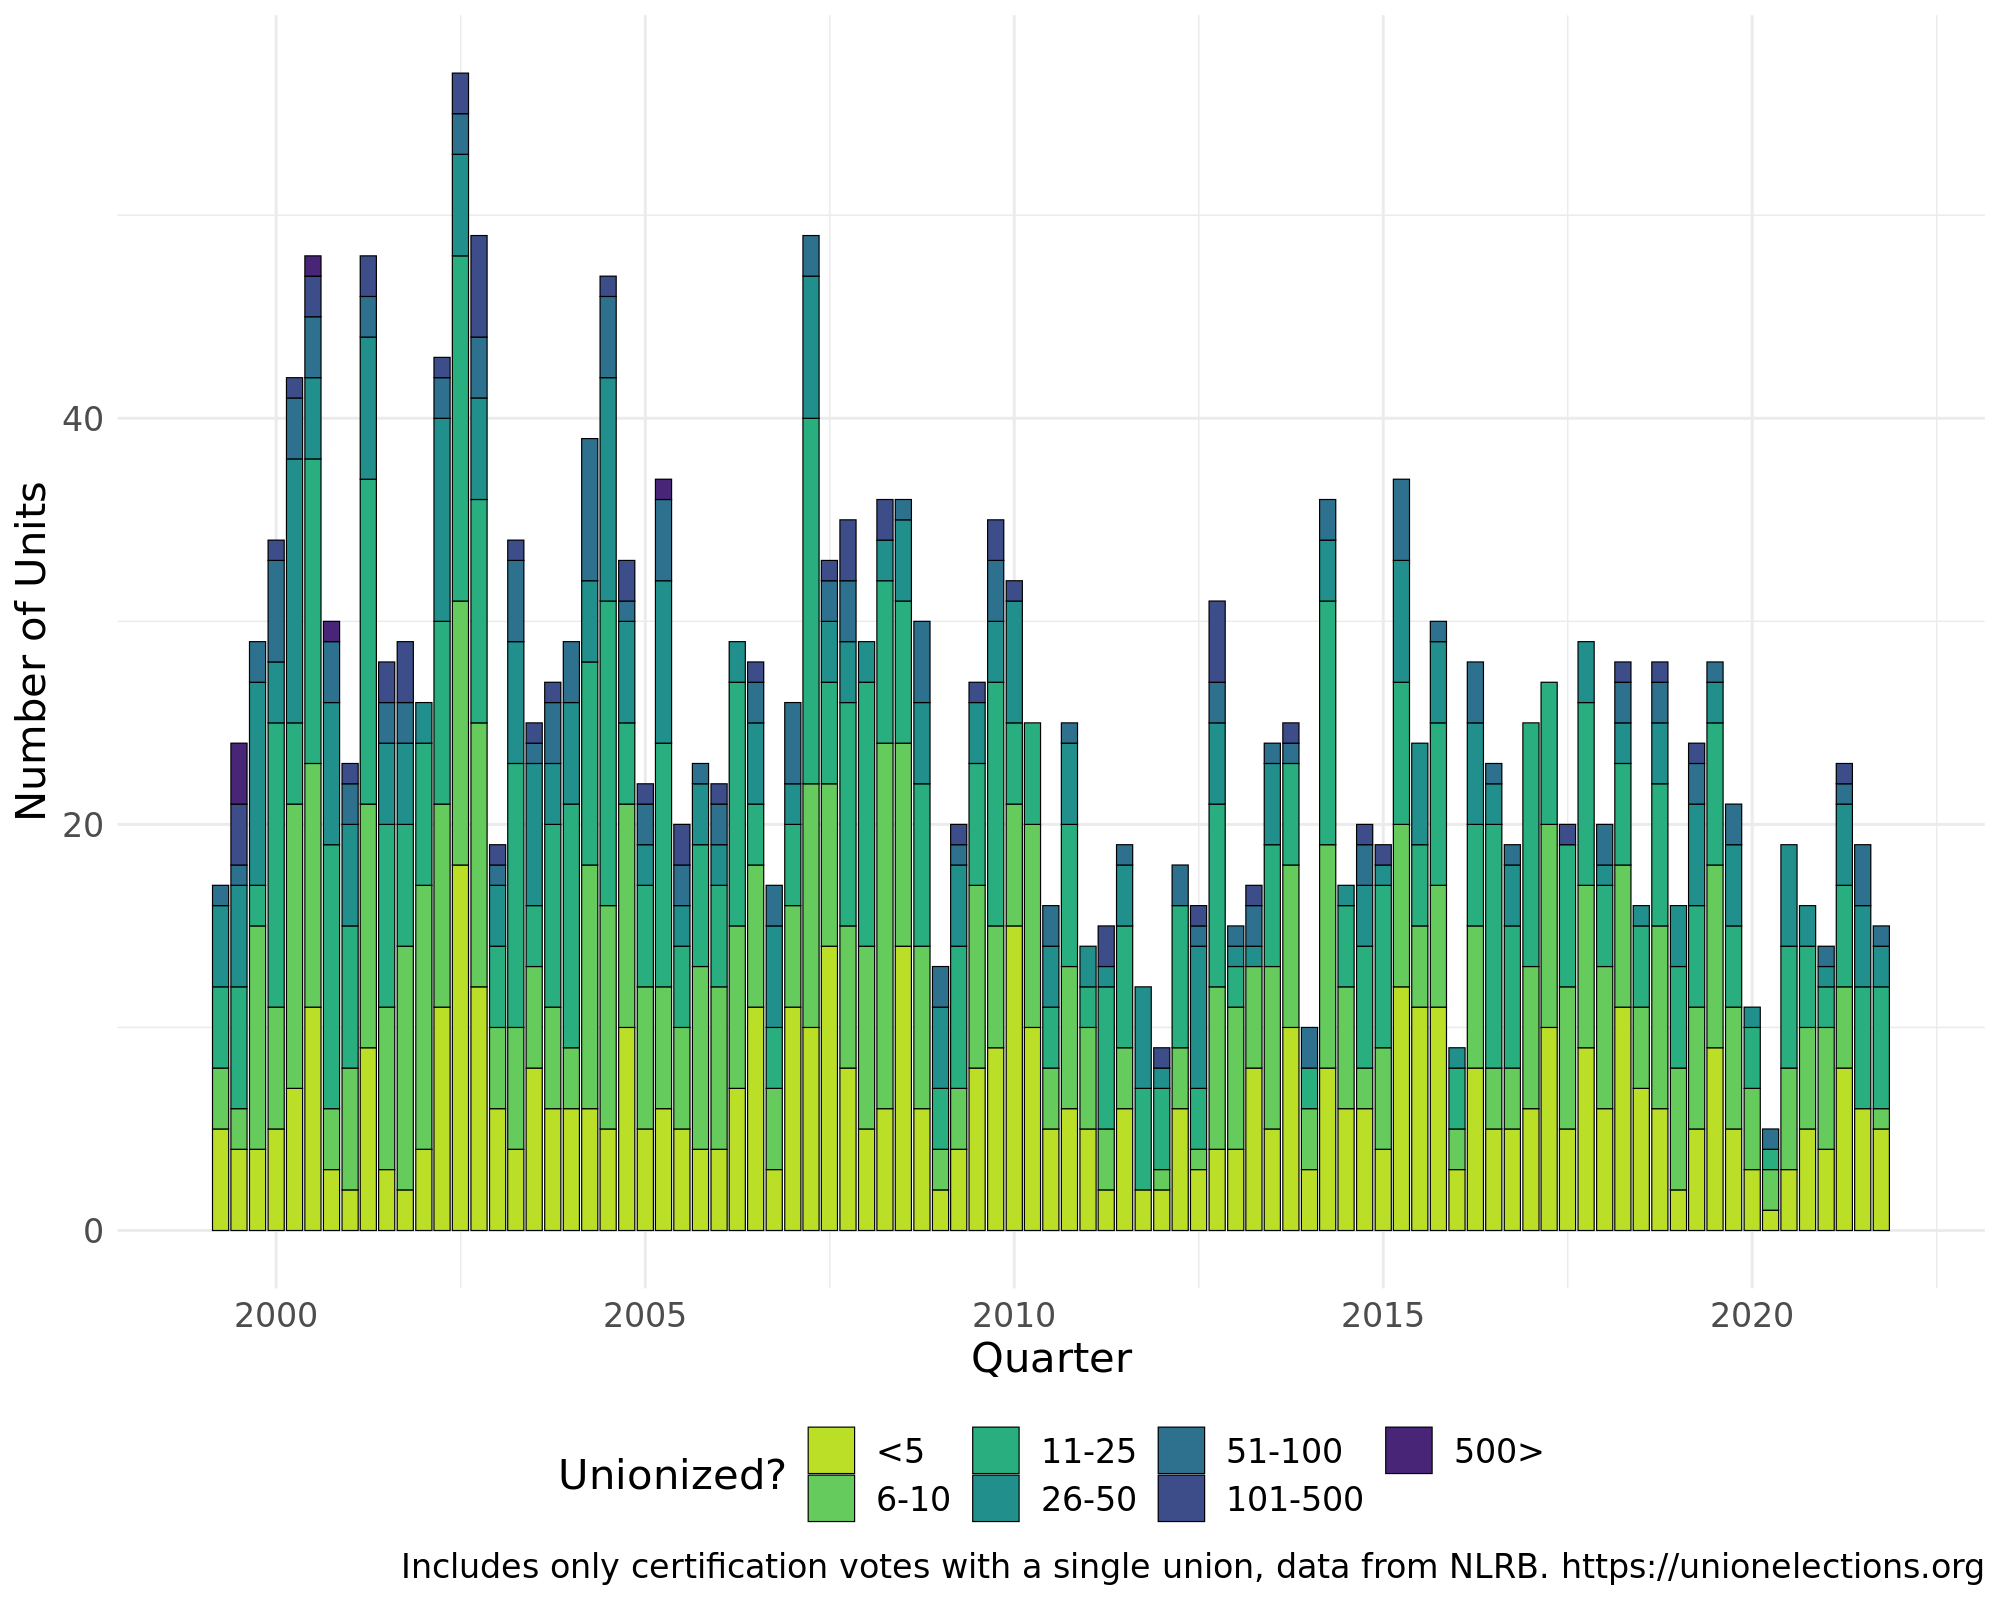 Number of Units
40
20
0
2000 2005 2010 2015 2020
Quarter
Unionized?
<5 11-25 51-100 500>
6-10 26-50 101-500
Includes only certification votes with a single union, data from NLRB. https://unionelections.org